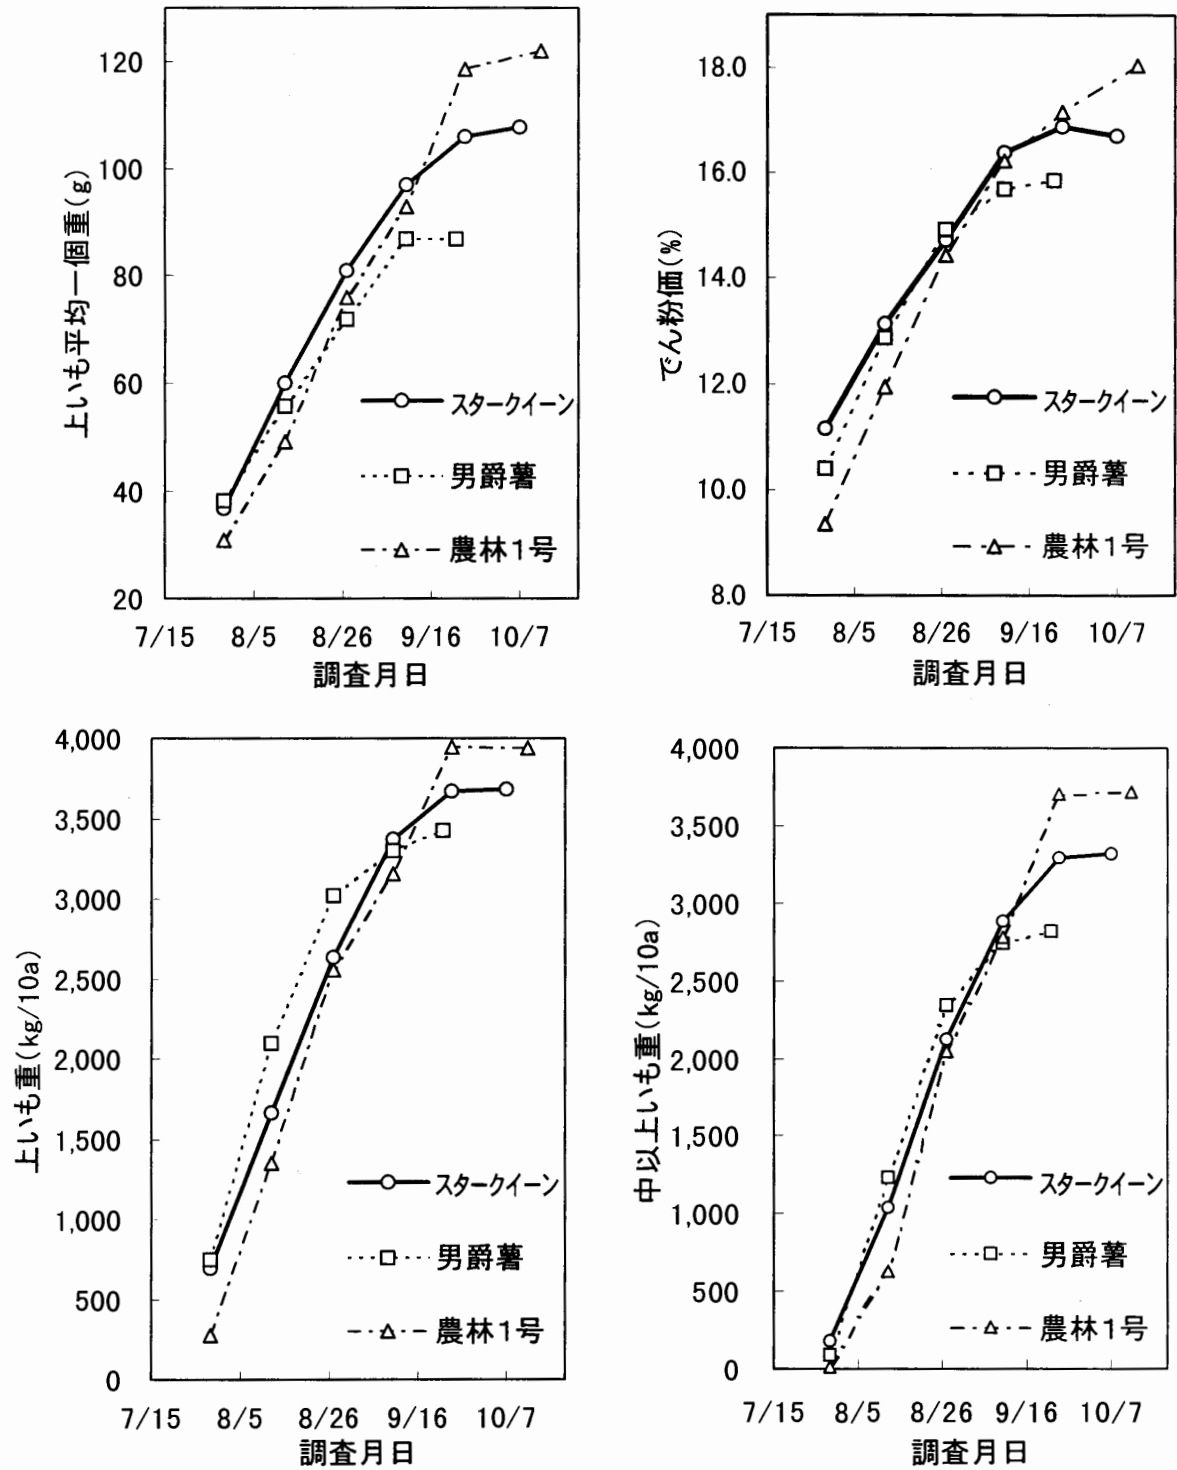 上いも平均一個重(g)
120
100
80
60
40
20
スタークイーン
男爵薯
農林1号
7/15 8/5 8/26 9/16 10/7
調査月日
でん粉価(%)
18.0
16.0
14.0
12.0
10.0
8.0
スタークイーン
男爵薯
農林1号
7/15 8/5 8/26 9/16 10/7
調査月日
上いも重(kg/10a)
4,000
3,500
3,000
2,500
2,000
1,500
1,000
500
0
スタークイーン
男爵薯
農林1号
7/15 8/5 8/26 9/16 10/7
調査月日
中以上いも重(kg/10a)
4,000
3,500
3,000
2,500
2,000
1,500
1,000
500
0
スタークイーン
男爵薯
農林1号
7/15 8/5 8/26 9/16 10/7
調査月日